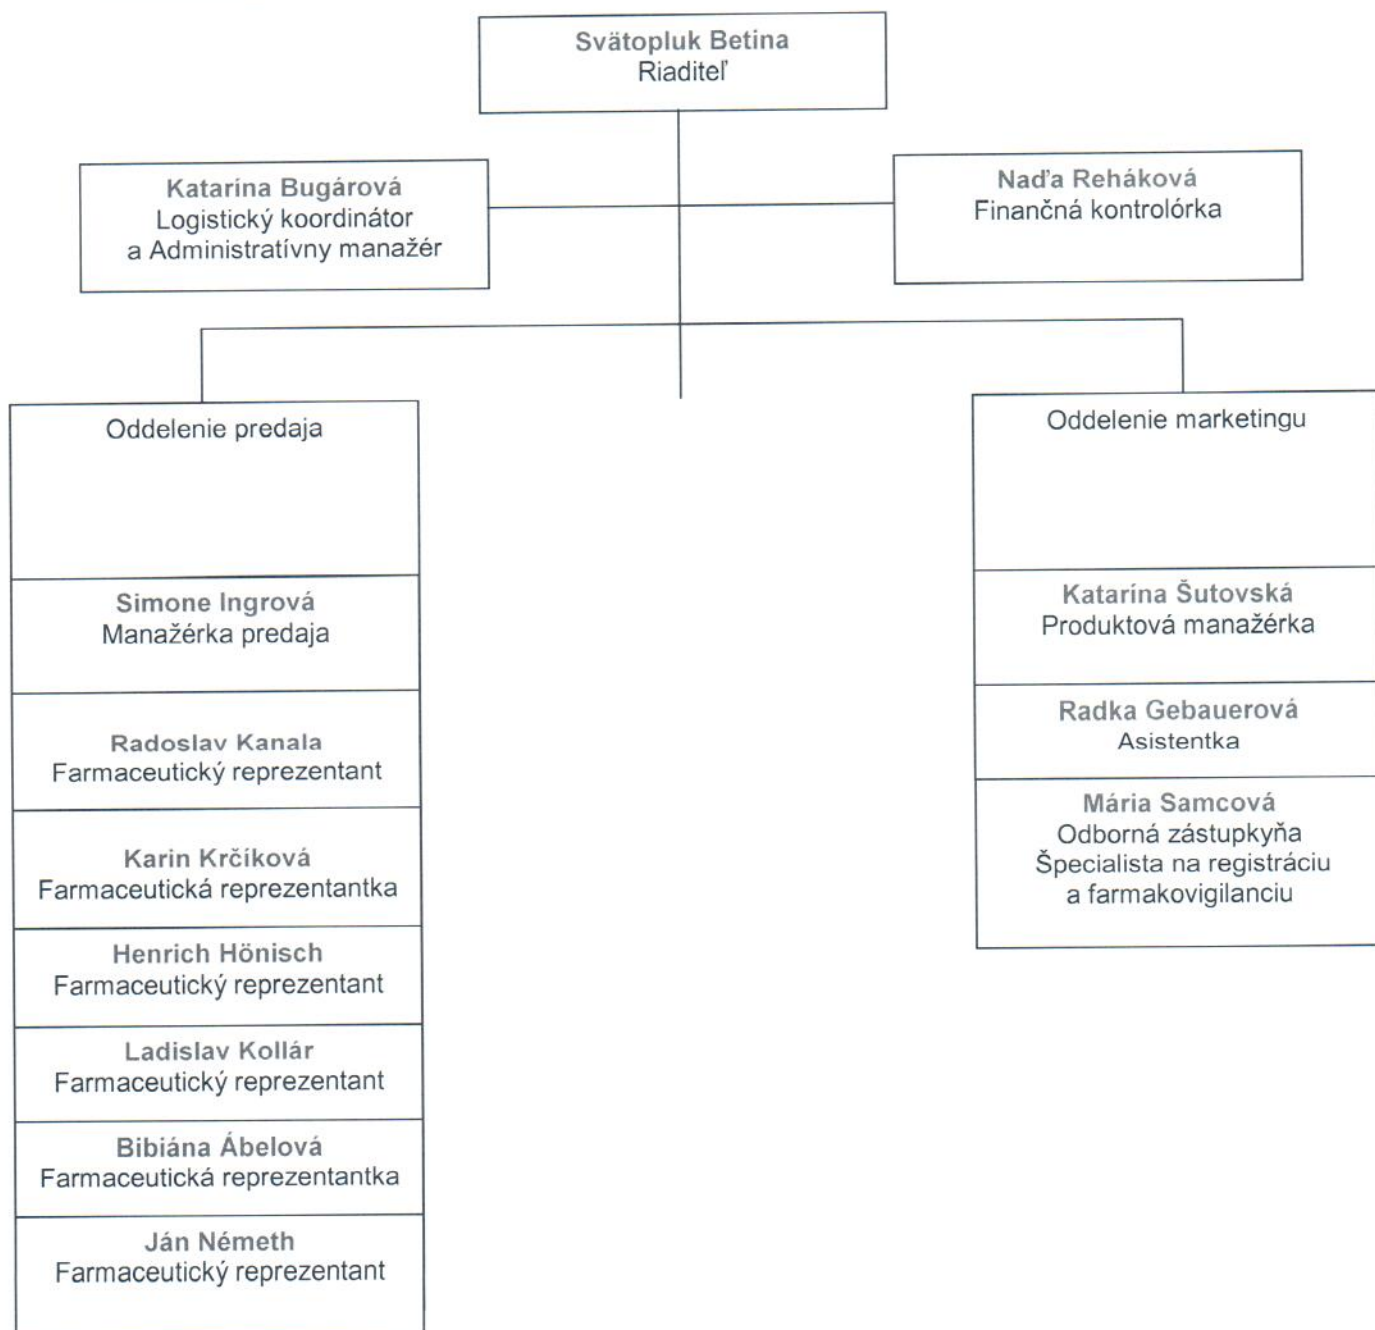 Svätopluk Betina
Riaditeľ
Katarína Bugárová
Logistický koordinátor
a Administratívny manažér
Naďa Reháková
Finančná kontrolórka
Oddelenie predaja
Simone Ingrová
Manažérka predaja
Radoslav Kanala
Farmaceutický reprezentant
Karin Krčíková
Farmaceutická reprezentantka
Henrich Hönisch
Farmaceutický reprezentant
Ladislav Kollár
Farmaceutický reprezentant
Bibiána Ábelová
Farmaceutická reprezentantka
Ján Németh
Farmaceutický reprezentant
Oddelenie marketingu
Katarína Šutovská
Produktová manažérka
Radka Gebauerová
Asistentka
Mária Samcová
Odborná zástupkyňa
Špecialista na registráciu
a farmakovigilanciu